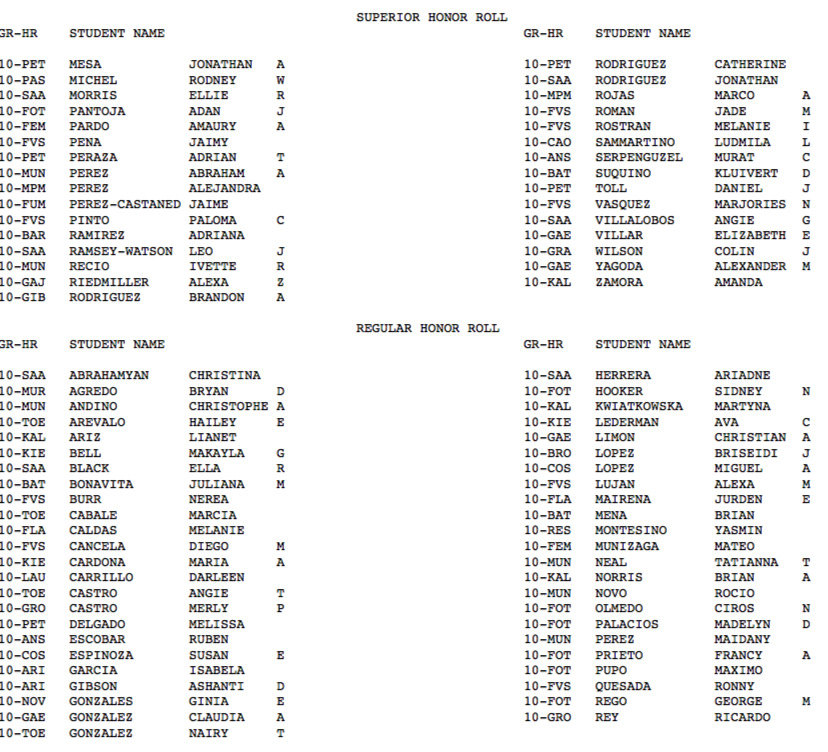 SUPERIOR HONOR ROLL
GR-HR STUDENT NAME GR-HR STUDENT NAME
10-PET MESA JONATHAN A 10-PET RODRIGUEZ CATHERINE
10-PAS MICHEL RODNEY W 10-SAA RODRIGUEZ JONATHAN
10-SAA MORRIS ELLIE R 10-MPM ROJAS MARCO A
10-FOT PANTOJA ADAN J 10-FVS ROMAN JADE M
10-FEM PARDO AMAURY A 10-FVS ROSTRAN MELANIE I
10-FVS PENA JAIMY 10-CAO SAMMARTINO LUDMILA L
10-PET PERAZA ADRIAN T 10-ANS SERPENGUZEL MURAT C
10-MUN PEREZ ABRAHAM A 10-BAT SUQUINO KLUIVERT D
10-MPM PEREZ ALEJANDRA 10-PET TOLL DANIEL J
10-FUM PEREZ-CASTANED JAIME 10-FVS VASQUEZ MARJORIES N
10-FVS PINTO PALOMA C 10-SAA VILLALOBOS ANGIE G
10-BAR RAMIREZ ADRIANA 10-GAE VILLAR ELIZABETH E
10-SAA RAMSEY-WATSON LEO J 10-GRA WILSON COLIN J
10-MUN RECIO IVETTE R 10-GAE YAGODA ALEXANDER M
10-GAJ RIEDMILLER ALEXA Z 10-KAL ZAMORA AMANDA
10-GIB RODRIGUEZ BRANDON A
REGULAR HONOR ROLL
GR-HR STUDENT NAME GR-HR STUDENT NAME
10-SAA ABRAHAMYAN CHRISTINA 10-SAA HERRERA ARIADNE
10-MUR AGREDO BRYAN D 10-FOT HOOKER SIDNEY N
10-MUN ANDINO CHRISTOPHE A 10-KAL KWIATKOWSKA MARTYNA
10-TOE AREVALO HAILEY E 10-KIE LEDERMAN AVA C
10-KAL ARIZ LIANET 10-GAE LIMON CHRISTIAN A
10-KIE BELL MAKAYLA G 10-BRO LOPEZ BRISEIDI J
10-SAA BLACK ELLA R 10-COS LOPEZ MIGUEL A
10-BAT BONAVITA JULIANA M 10-FVS LUJAN ALEXA M
10-FVS BURR NEREA 10-FLA MAIRENA JURDEN E
10-TOE CABALE MARCIA 10-BAT MENA BRIAN
10-FLA CALDAS MELANIE 10-RES MONTESINO YASMIN
10-FVS CANCELA DIEGO M 10-FEM MUNIZAGA MATEO
10-KIE CARDONA MARIA A 10-MUN NEAL TATIANNA T
10-LAU CARRILLO DARLEEN 10-KAL NORRIS BRIAN A
10-TOE CASTRO ANGIE T 10-MUN NOVO ROCIO
10-GRO CASTRO MERLY P 10-FOT OLMEDO CIROS N
10-PET DELGADO MELISSA 10-FOT PALACIOS MADELYN D
10-ANS ESCOBAR RUBEN 10-MUN PEREZ MAIDANY
10-COS ESPINOZA SUSAN E 10-FOT PRIETO FRANCY A
10-ARI GARCIA ISABELA 10-FOT PUPO MAXIMO
10-ARI GIBSON ASHANTI D 10-FVS QUESADA RONNY
10-NOV GONZALES GINIA E 10-FOT REGO GEORGE M
10-GAE GONZALEZ CLAUDIA A 10-GRO REY RICARDO
10-TOE GONZALEZ NAIRY T